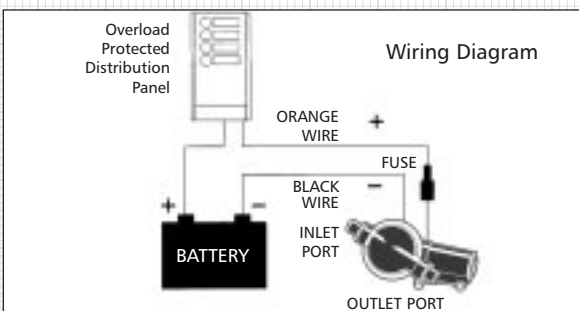 Overload
Protected
Distribution
Panel
Wiring Diagram
ORANGE
WIRE
+
FUSE
+
−
BLACK
WIRE
−
BATTERY
INLET
PORT
OUTLET PORT